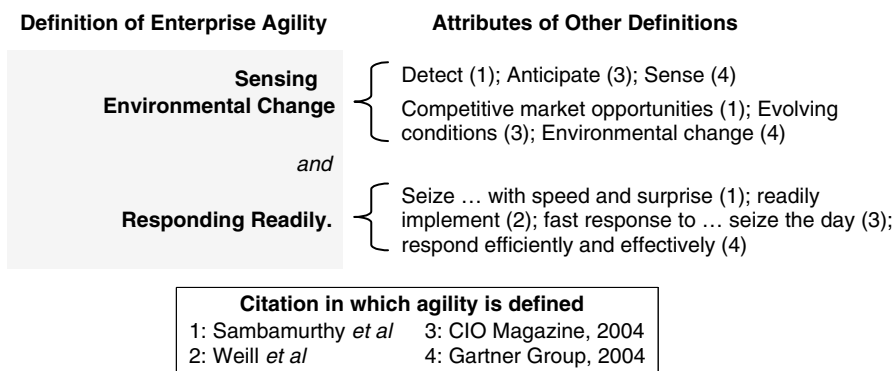 Definition of Enterprise Agility
Attributes of Other Definitions
Sensing
Environmental Change
and
Responding Readily.
Detect (1); Anticipate (3); Sense (4)
Competitive market opportunities (1); Evolving
conditions (3); Environmental change (4)
Seize … with speed and surprise (1); readily
implement (2); fast response to … seize the day (3);
respond efficiently and effectively (4)
Citation in which agility is defined
1: Sambamurthy et al
2: Weill et al
3: CIO Magazine, 2004
4: Gartner Group, 2004